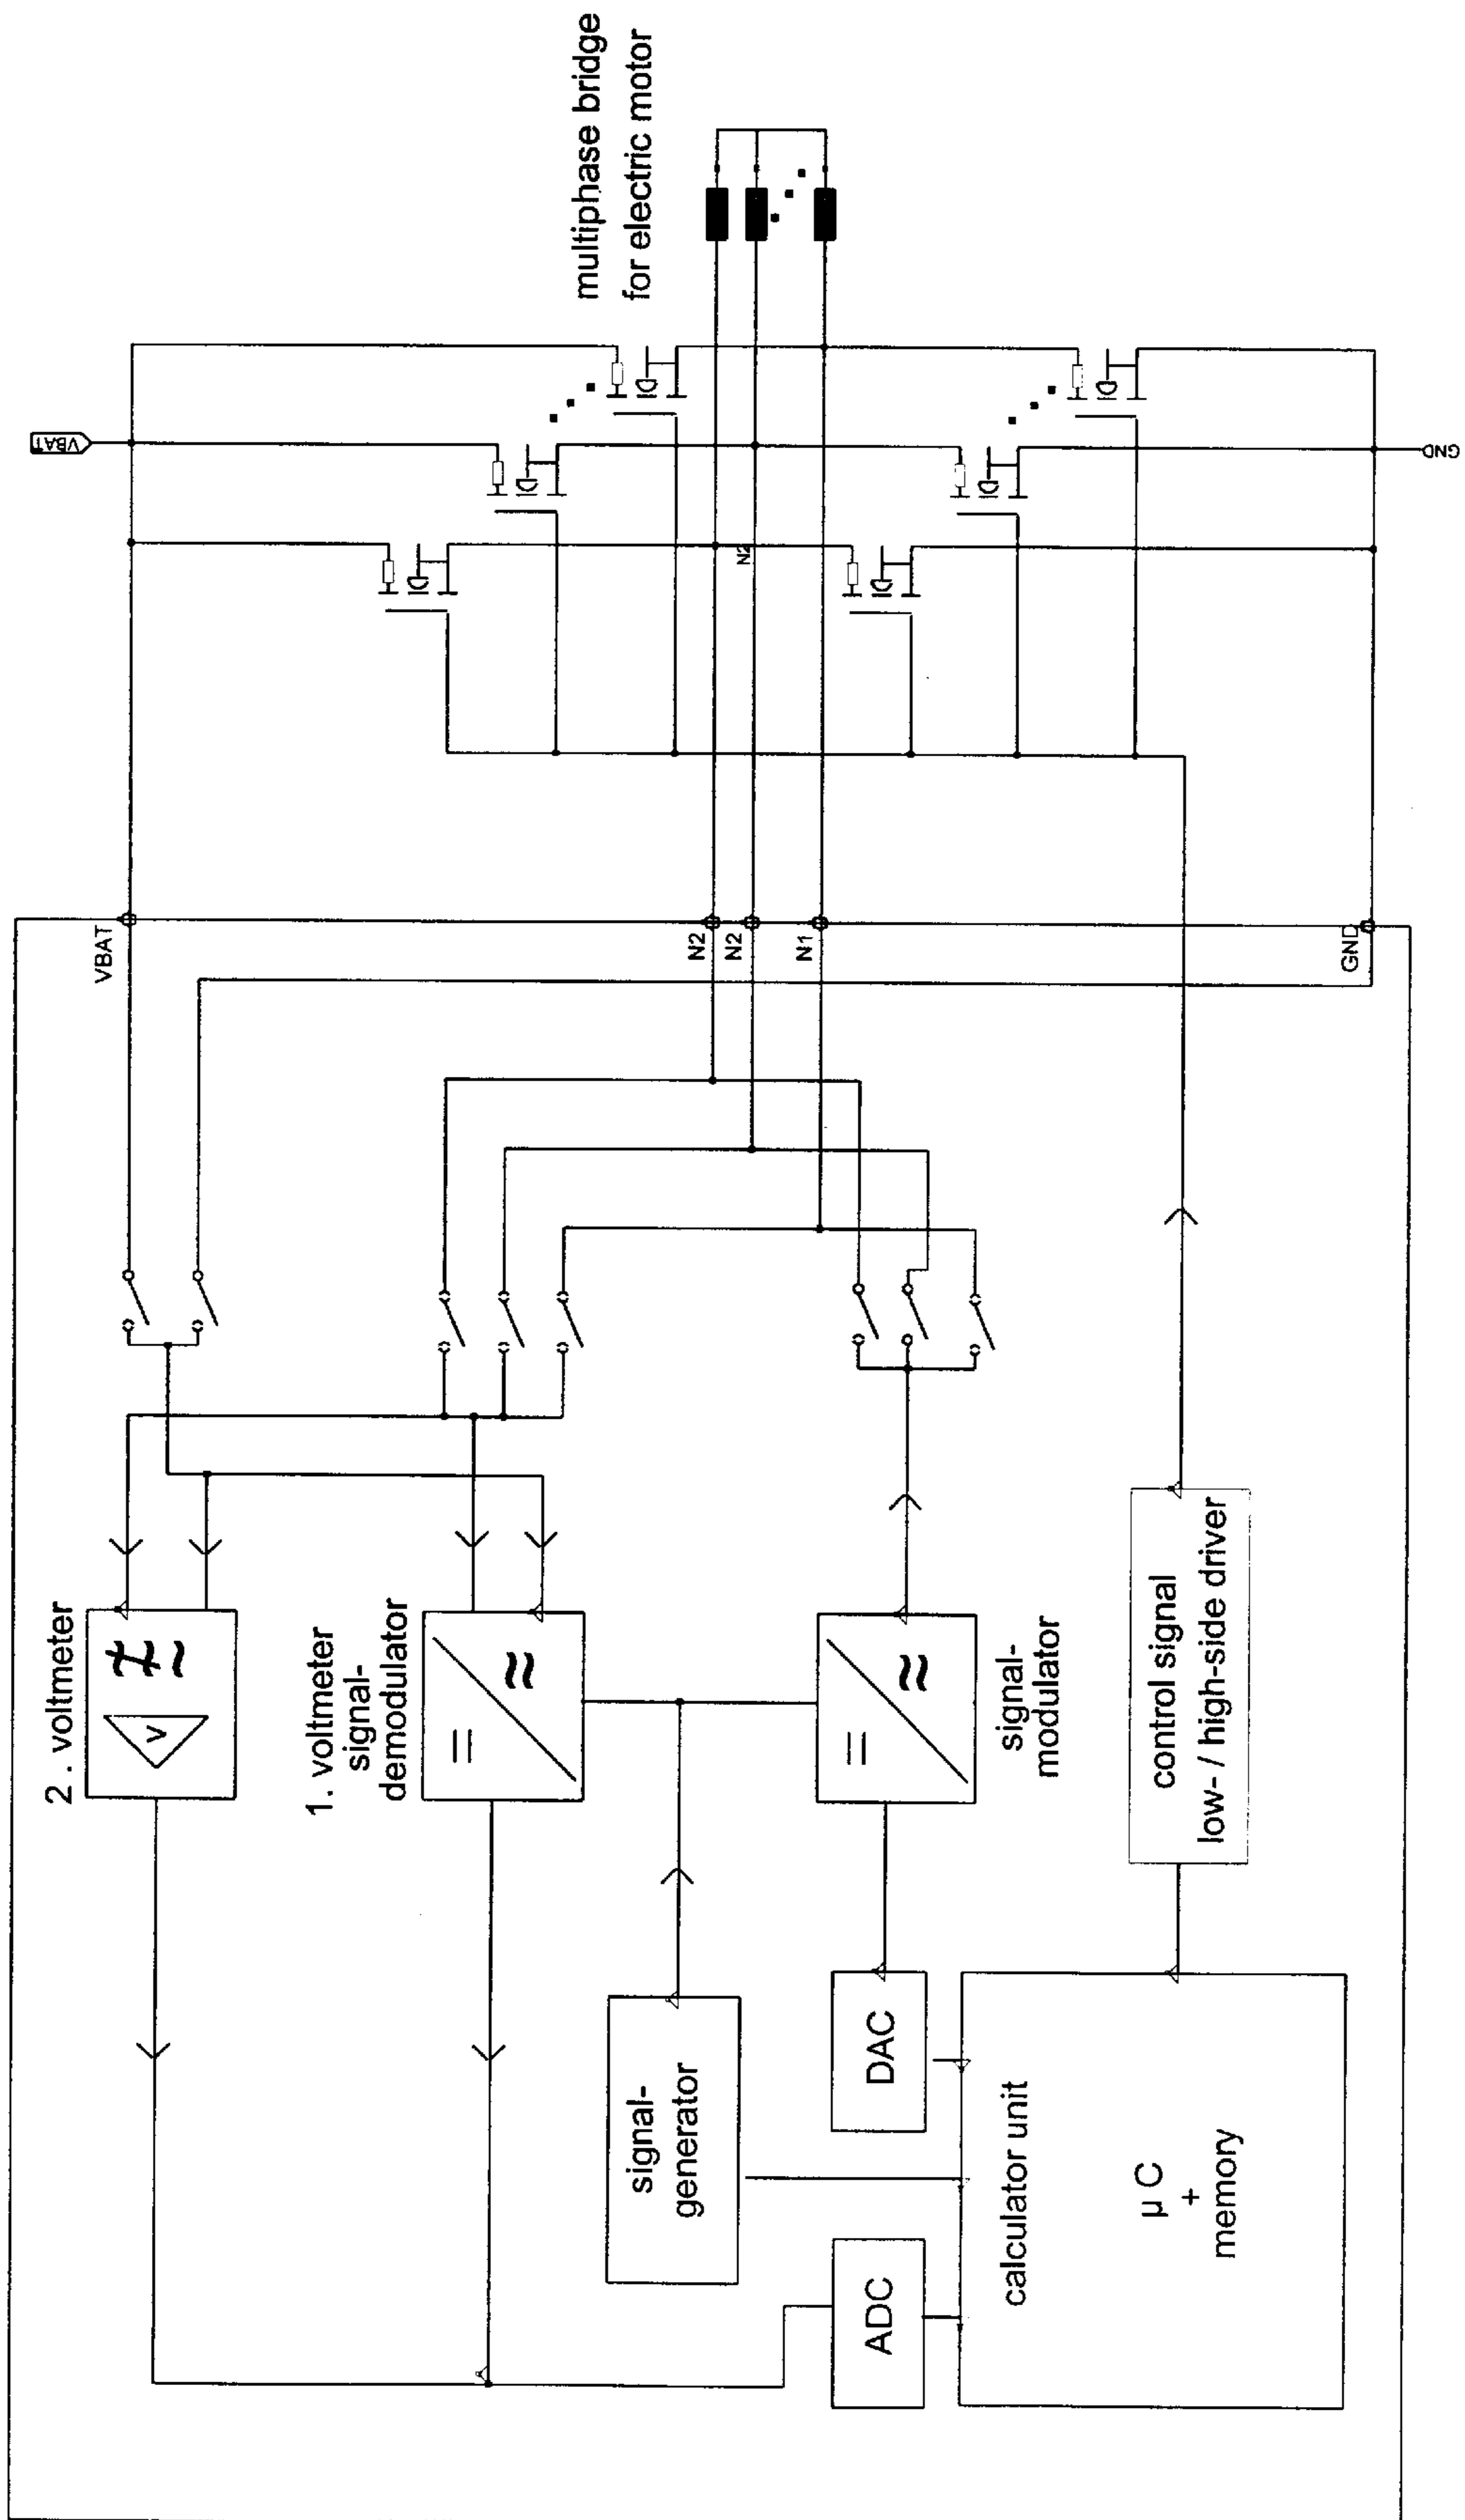 multiphase bridge
for electric motor
VBAT
GND
N2
VBAT
N2
N2
N1
GND
2 . voltmeter
V
1. voltmeter
signal-
demodulator
signal-
modulator
control signal
low- / high-side driver
signal-
generator
DAC
ADC
calculator unit
µ C
+
memory